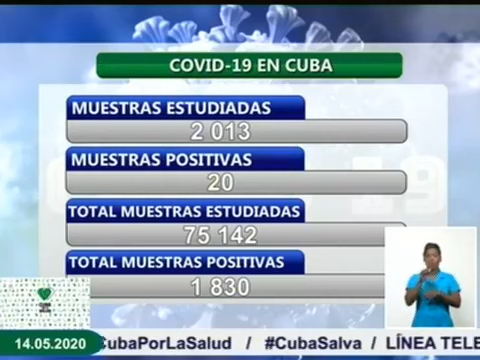 COVID-19 EN CUBA
MUESTRAS ESTUDIADAS
2 013
MUESTRAS POSITIVAS
20
TOTAL MUESTRAS ESTUDIADAS
75 142
TOTAL MUESTRAS POSITIVAS
1 830
14.05.2020 CubaPorLaSalud / #CubaSalva / LÍNEA TELE